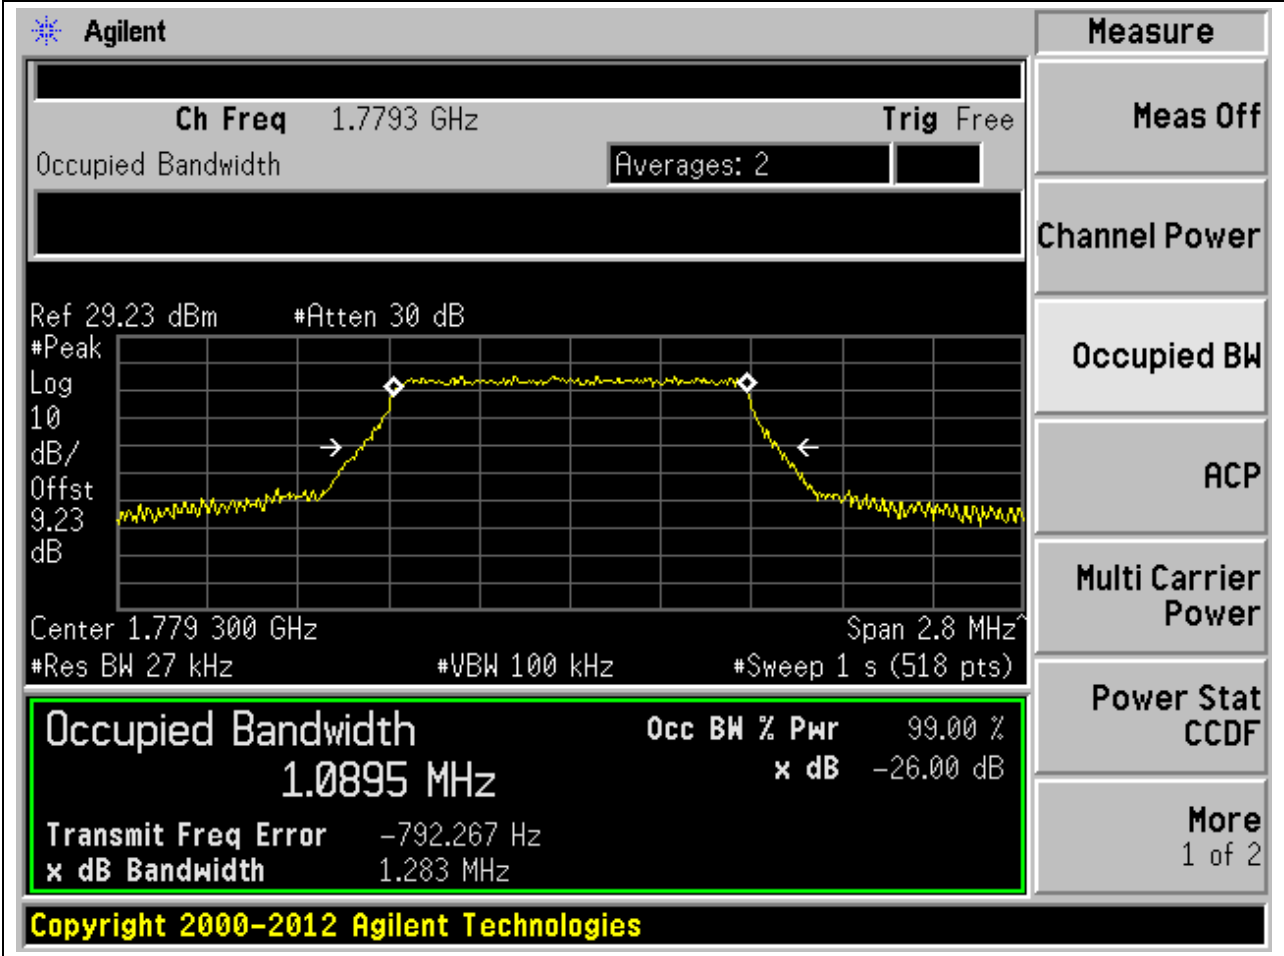 Agilent
Measure
Ch Freq 1.7793 GHz Trig Free
Occupied Bandwidth Averages: 2
Ref 29.23 dBm #Atten 30 dB
#Peak
Log
10
dB/
Offst
9.23
dB
Center 1.779 300 GHz Span 2.8 MHz^
#Res BW 27 kHz #VBW 100 kHz #Sweep 1 s (518 pts)
Occupied Bandwidth Occ BW % Pwr 99.00 %
1.0895 MHz x dB -26.00 dB
Transmit Freq Error -792.267 Hz
x dB Bandwidth 1.283 MHz
Meas Off
Channel Power
Occupied BW
ACP
Multi Carrier
Power
Power Stat
CCDF
More
1 of 2
Copyright 2000-2012 Agilent Technologies